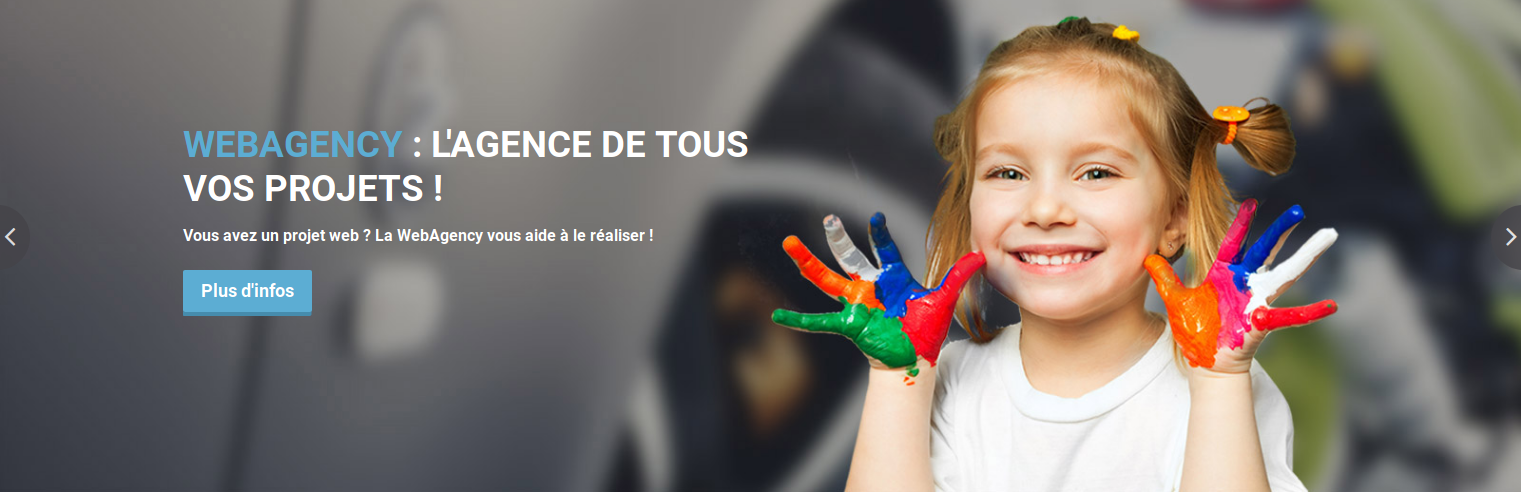 WEBAGENCY : L'AGENCE DE TOUS
VOS PROJETS !
Vous avez un projet web ? La WebAgency vous aide à le réaliser !
Plus d'infos